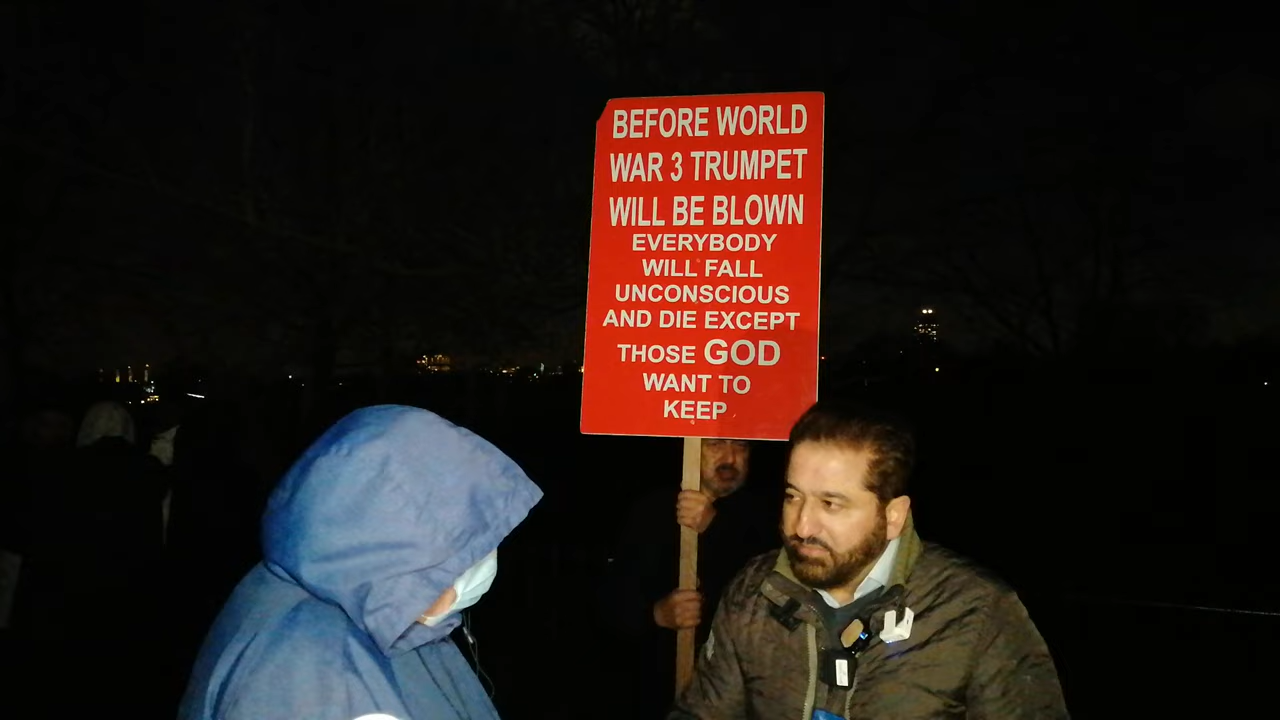 BEFORE WORLD
WAR 3 TRUMPET
WILL BE BLOWN
EVERYBODY
WILL FALL
UNCONSCIOUS
AND DIE EXCEPT
THOSE GOD
WANT TO
KEEP